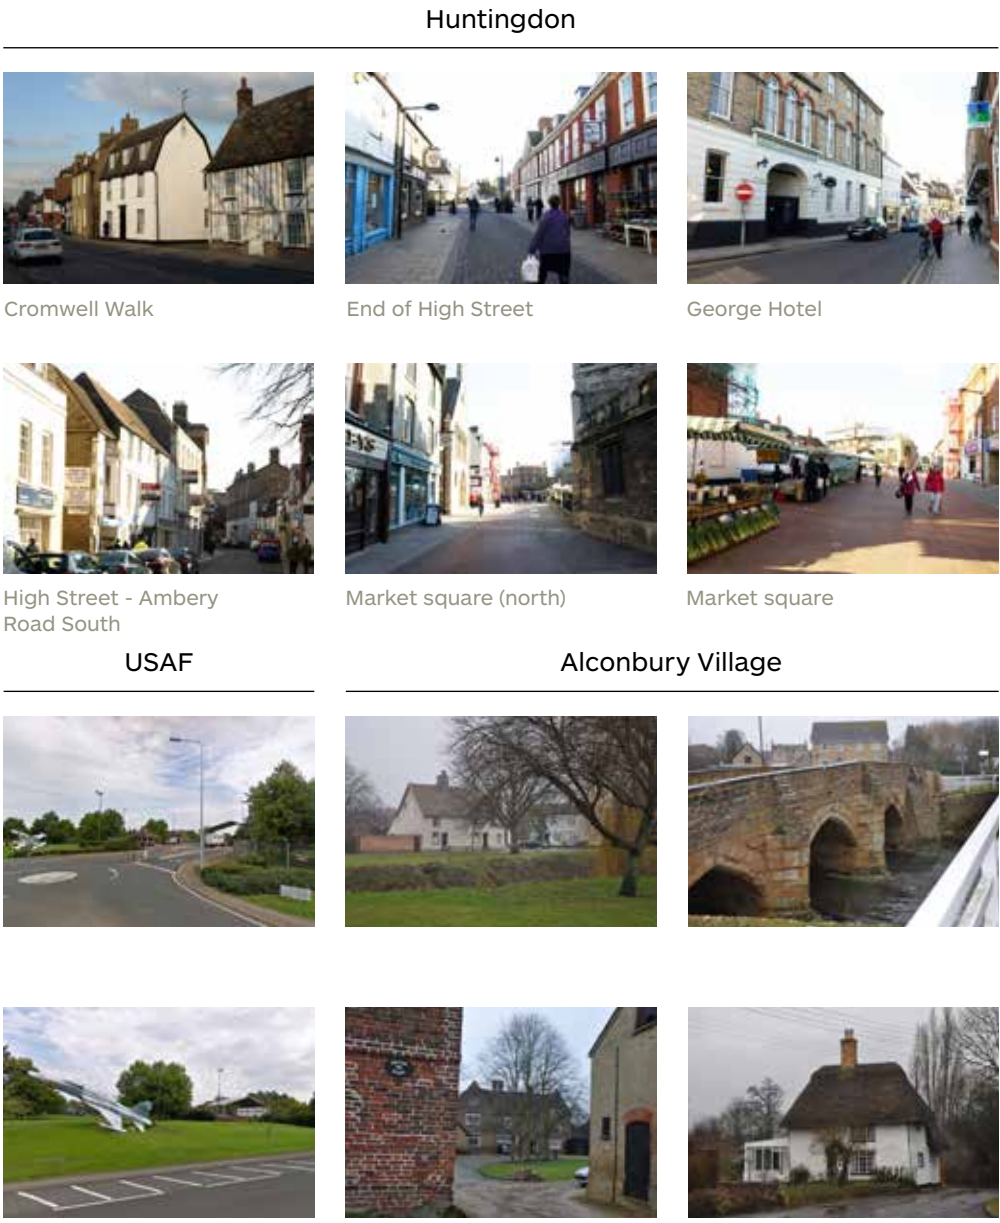 Huntingdon
Cromwell Walk
End of High Street
George Hotel
High Street - Ambery
Road South
Market square (north)
Market square
USAF
Alconbury Village